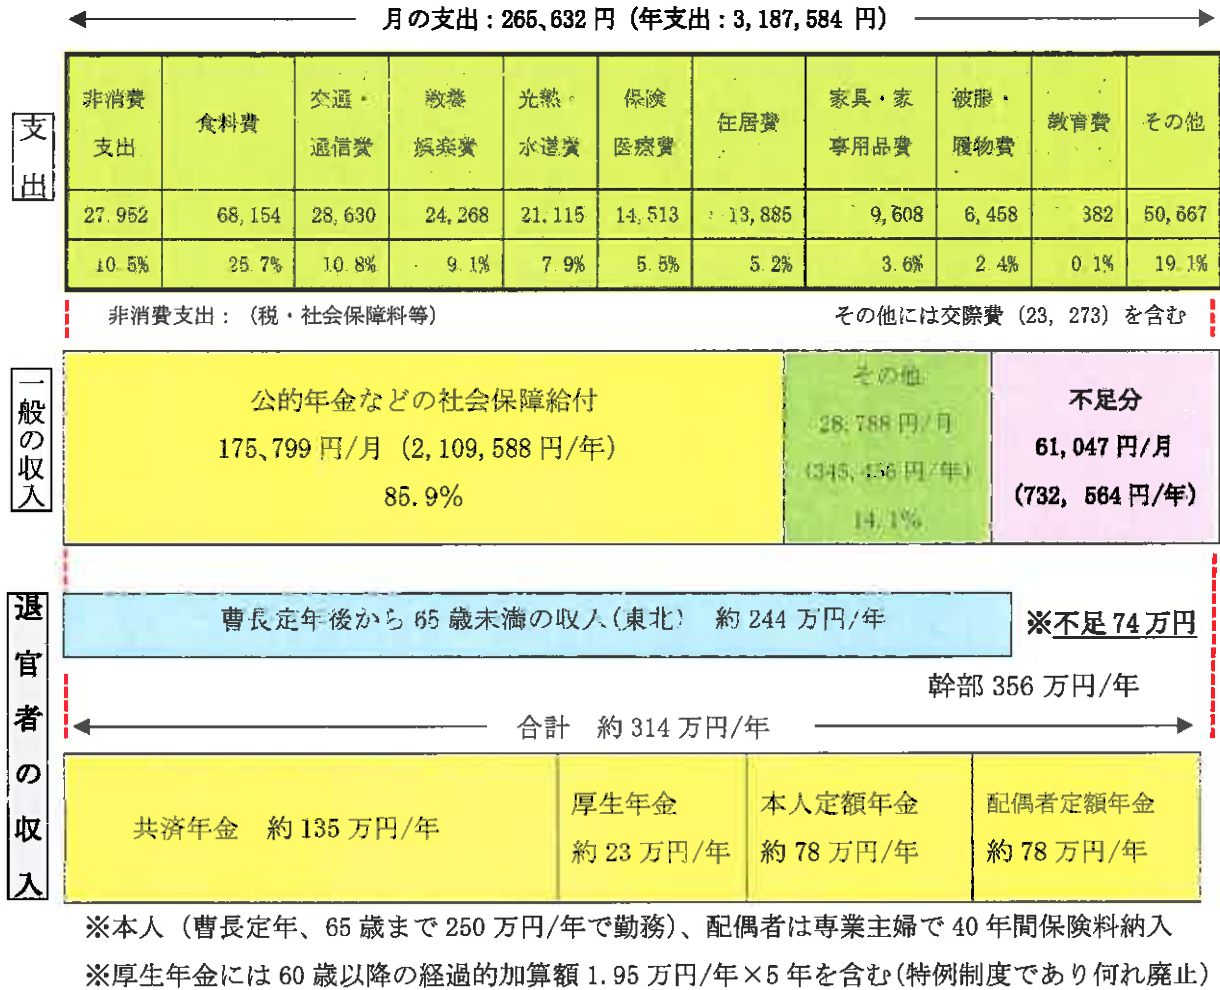 月の支出：265、632円（年支出：3,187,584 円）
支出
非消費支出
食料費
交通・通信費
教養娯楽費
光熱・水道費
保険医療費
住居費
家具・家事用品費
被服・履物費
教育費
その他
27.952 68,154 28,630 24,268 21,115 14,513 13,885 9,608 6,458 382 50,667
10.5% 25.7% 10.8% 9.1% 7.9% 5.5% 5.2% 3.6% 2.4% 0.1% 19.1%
非消費支出：（税・社会保障料等）
その他には交際費（23, 273）を含む
一般の収入
公的年金などの社会保障給付
175、799 円/月（2,109,588 円/年）
85.9%
その他
28,788 円/月
(345,456 円/年)
14.1%
不足分
61,047 円/月
(732, 564 円/年)
退官者の収入
曹長定年後から 65 歳未満の収入(東北） 約 244 万円/年
※不足 74 万円
幹部 356 万円/年
合計　約 314 万円/年
共済年金　約 135 万円/年
厚生年金
約 23 万円/年
本人定額年金
約 78 万円/年
配偶者定額年金
約 78 万円/年
※本人（曹長定年、65 歳まで 250 万円/年で勤務）、配偶者は専業主婦で 40 年間保険料納入
※厚生年金には 60 歳以降の経過的加算額 1.95 万円/年×5 年を含む(特例制度であり何れ廃止）